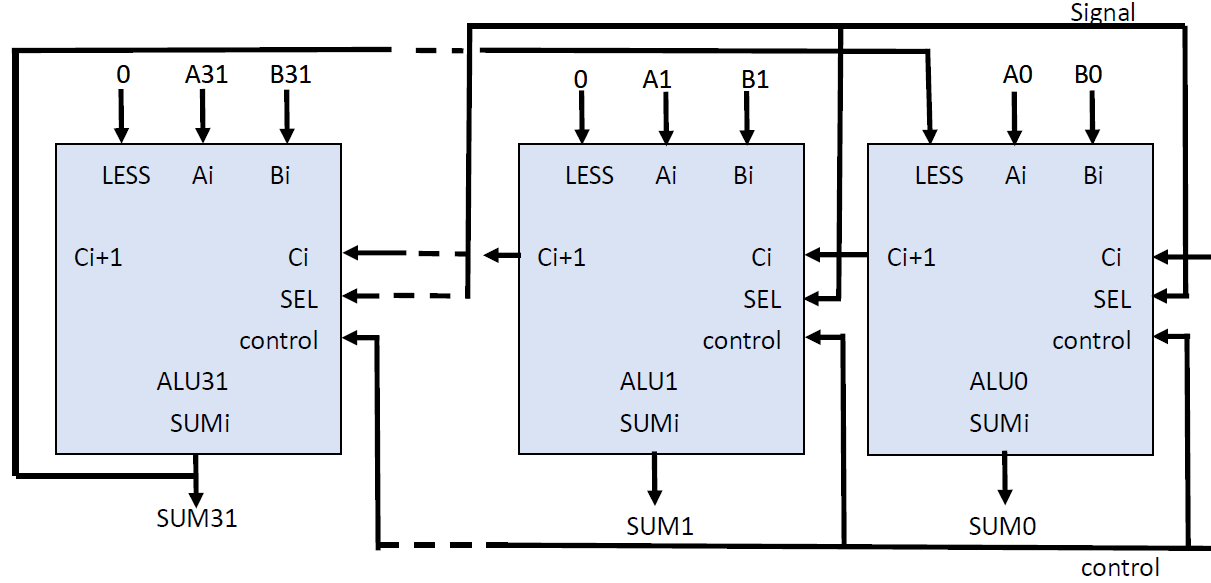 Signal
0 A31 B31 0 A1 B1 A0 B0
LESS Ai Bi LESS Ai Bi LESS Ai Bi
Ci+1 Ci Ci+1 Ci Ci+1 Ci
SEL SEL SEL
control control control
ALU31 ALU1 ALU0
SUMi SUMi SUMi
SUM31 SUM1 SUM0
control